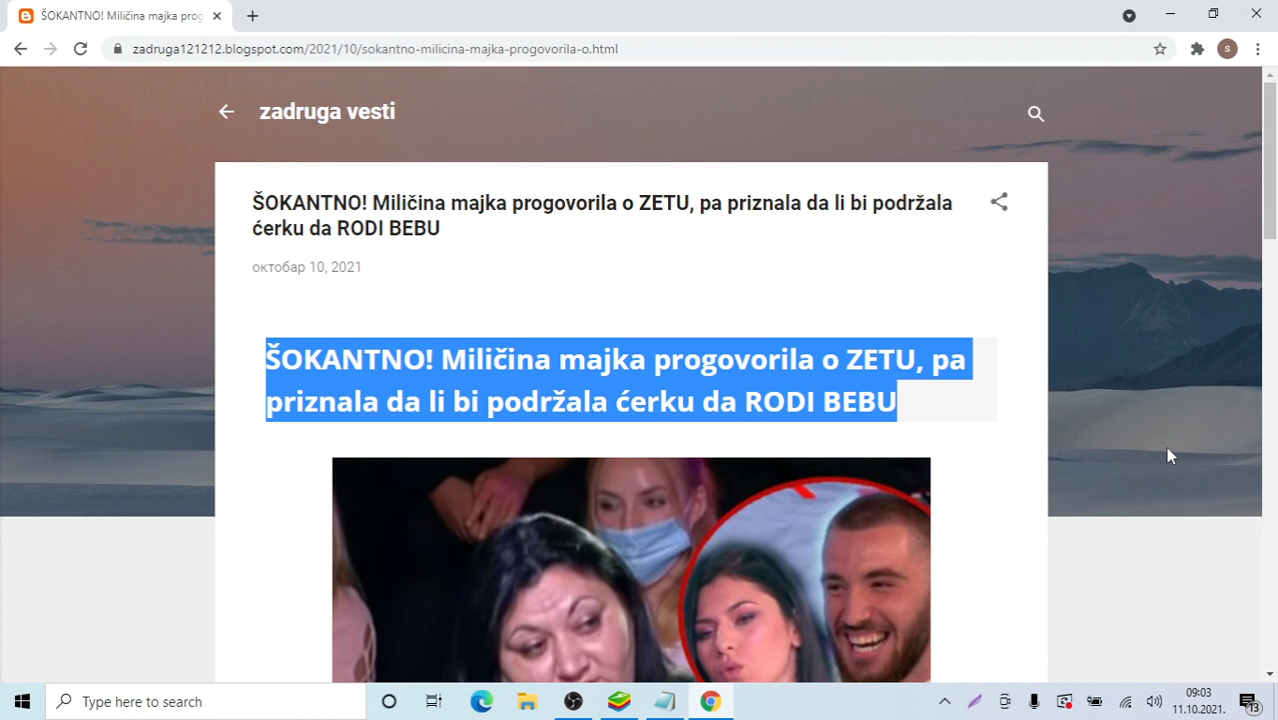 ŠOKANTNO! Miličina majka prog
zadruga121212.blogspot.com/2021/10/sokantno-milicina-majka-progovorila-o.html
S
zadruga vesti
ŠOKANTNO! Miličina majka progovorila o ZETU, pa priznala da li bi podržala
ćerku da RODI BEBU
октобар 10, 2021
ŠOKANTNO! Miličina majka progovorila o ZETU, pa
priznala da li bi podržala ćerku da RODI BEBU
Type here to search
09:03
11.10.2021.
13